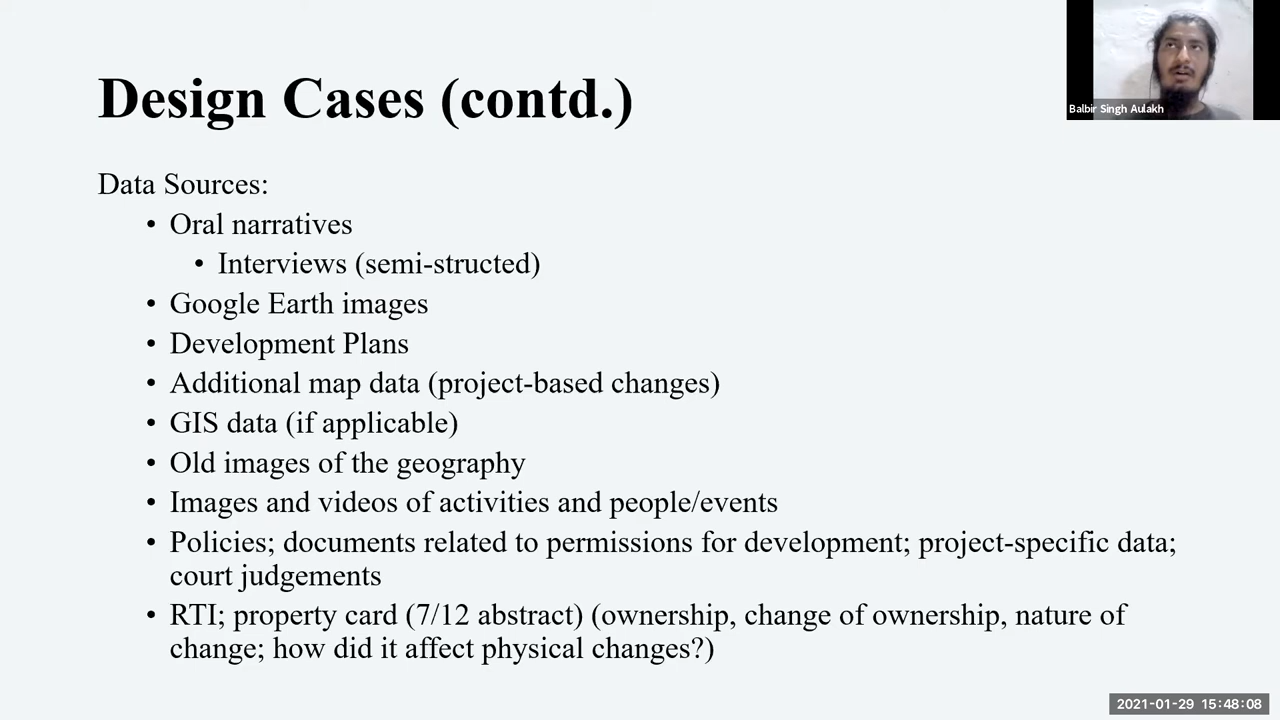 Design Cases (contd.)
Balbir Singh Aulakh
Data Sources:
• Oral narratives
• Interviews (semi-structed)
• Google Earth images
• Development Plans
• Additional map data (project-based changes)
• GIS data (if applicable)
• Old images of the geography
• Images and videos of activities and people/events
• Policies; documents related to permissions for development; project-specific data;
court judgements
• RTI; property card (7/12 abstract) (ownership, change of ownership, nature of
change; how did it affect physical changes?)
2021-01-29 15:48:08